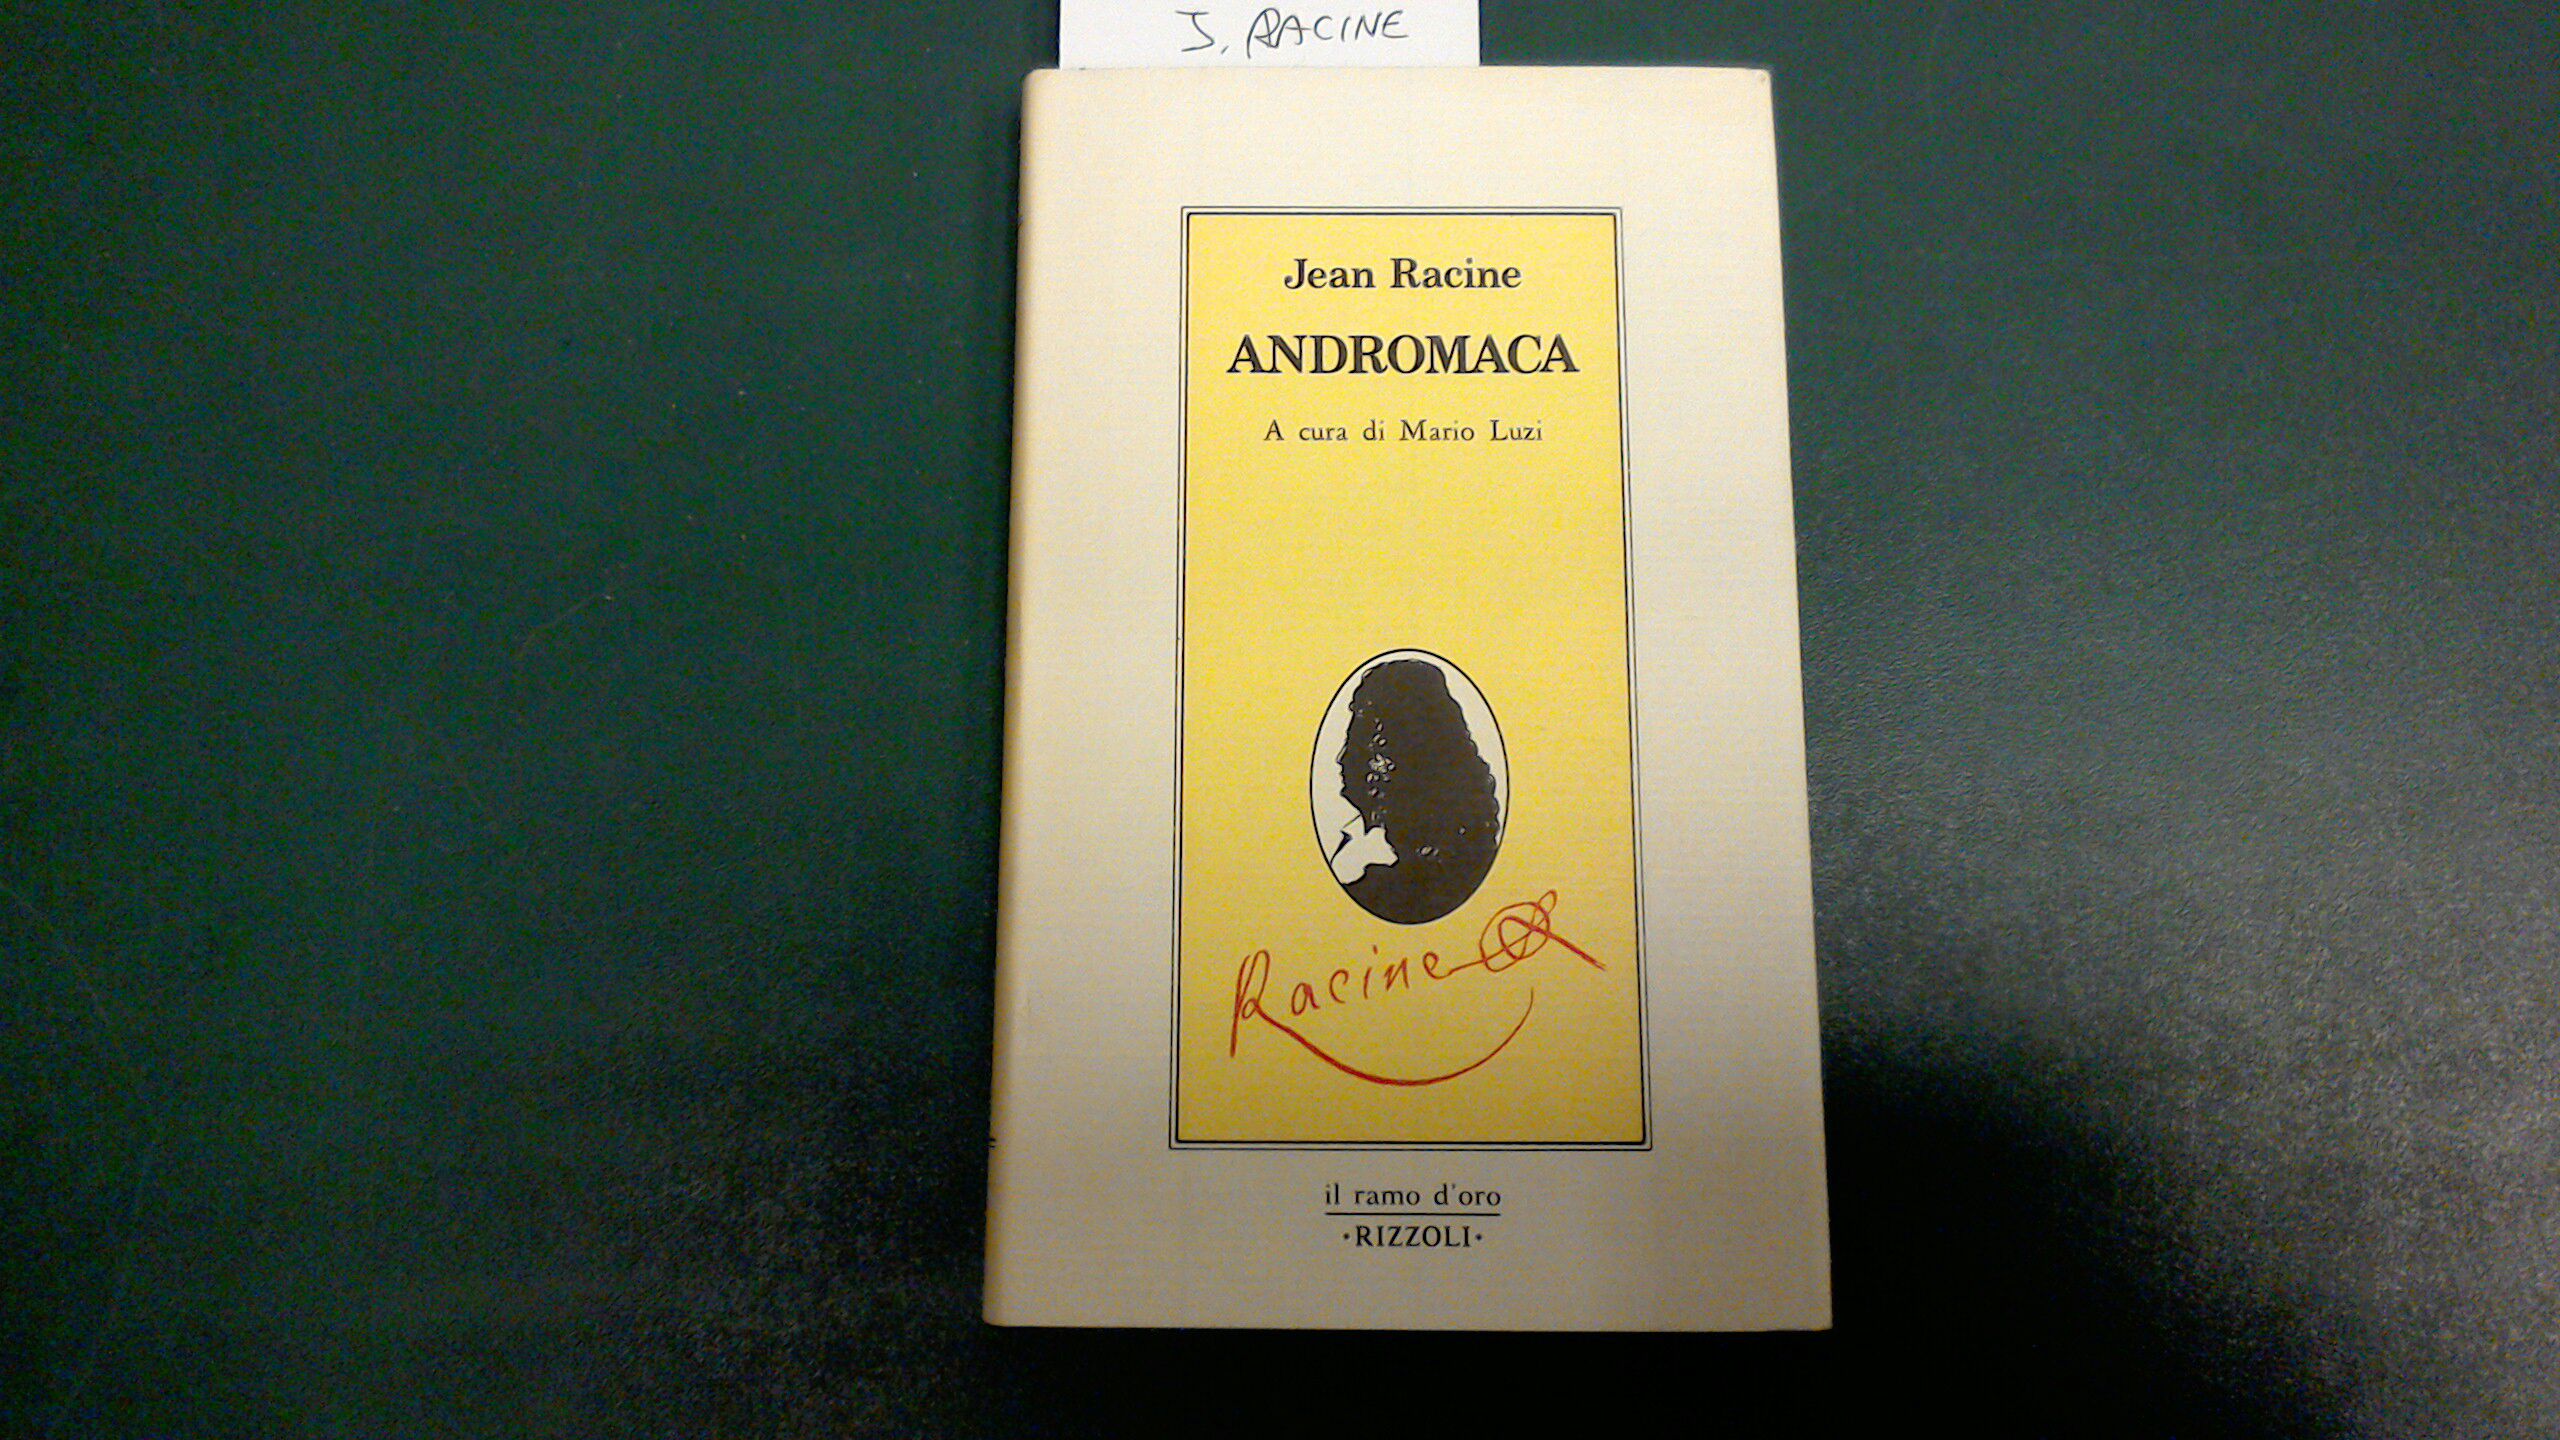 J. RACINE
Jean Racine
ANDROMACA
A cura di Mario Luzi
Racine
il ramo d'oro
·RIZZOLI·